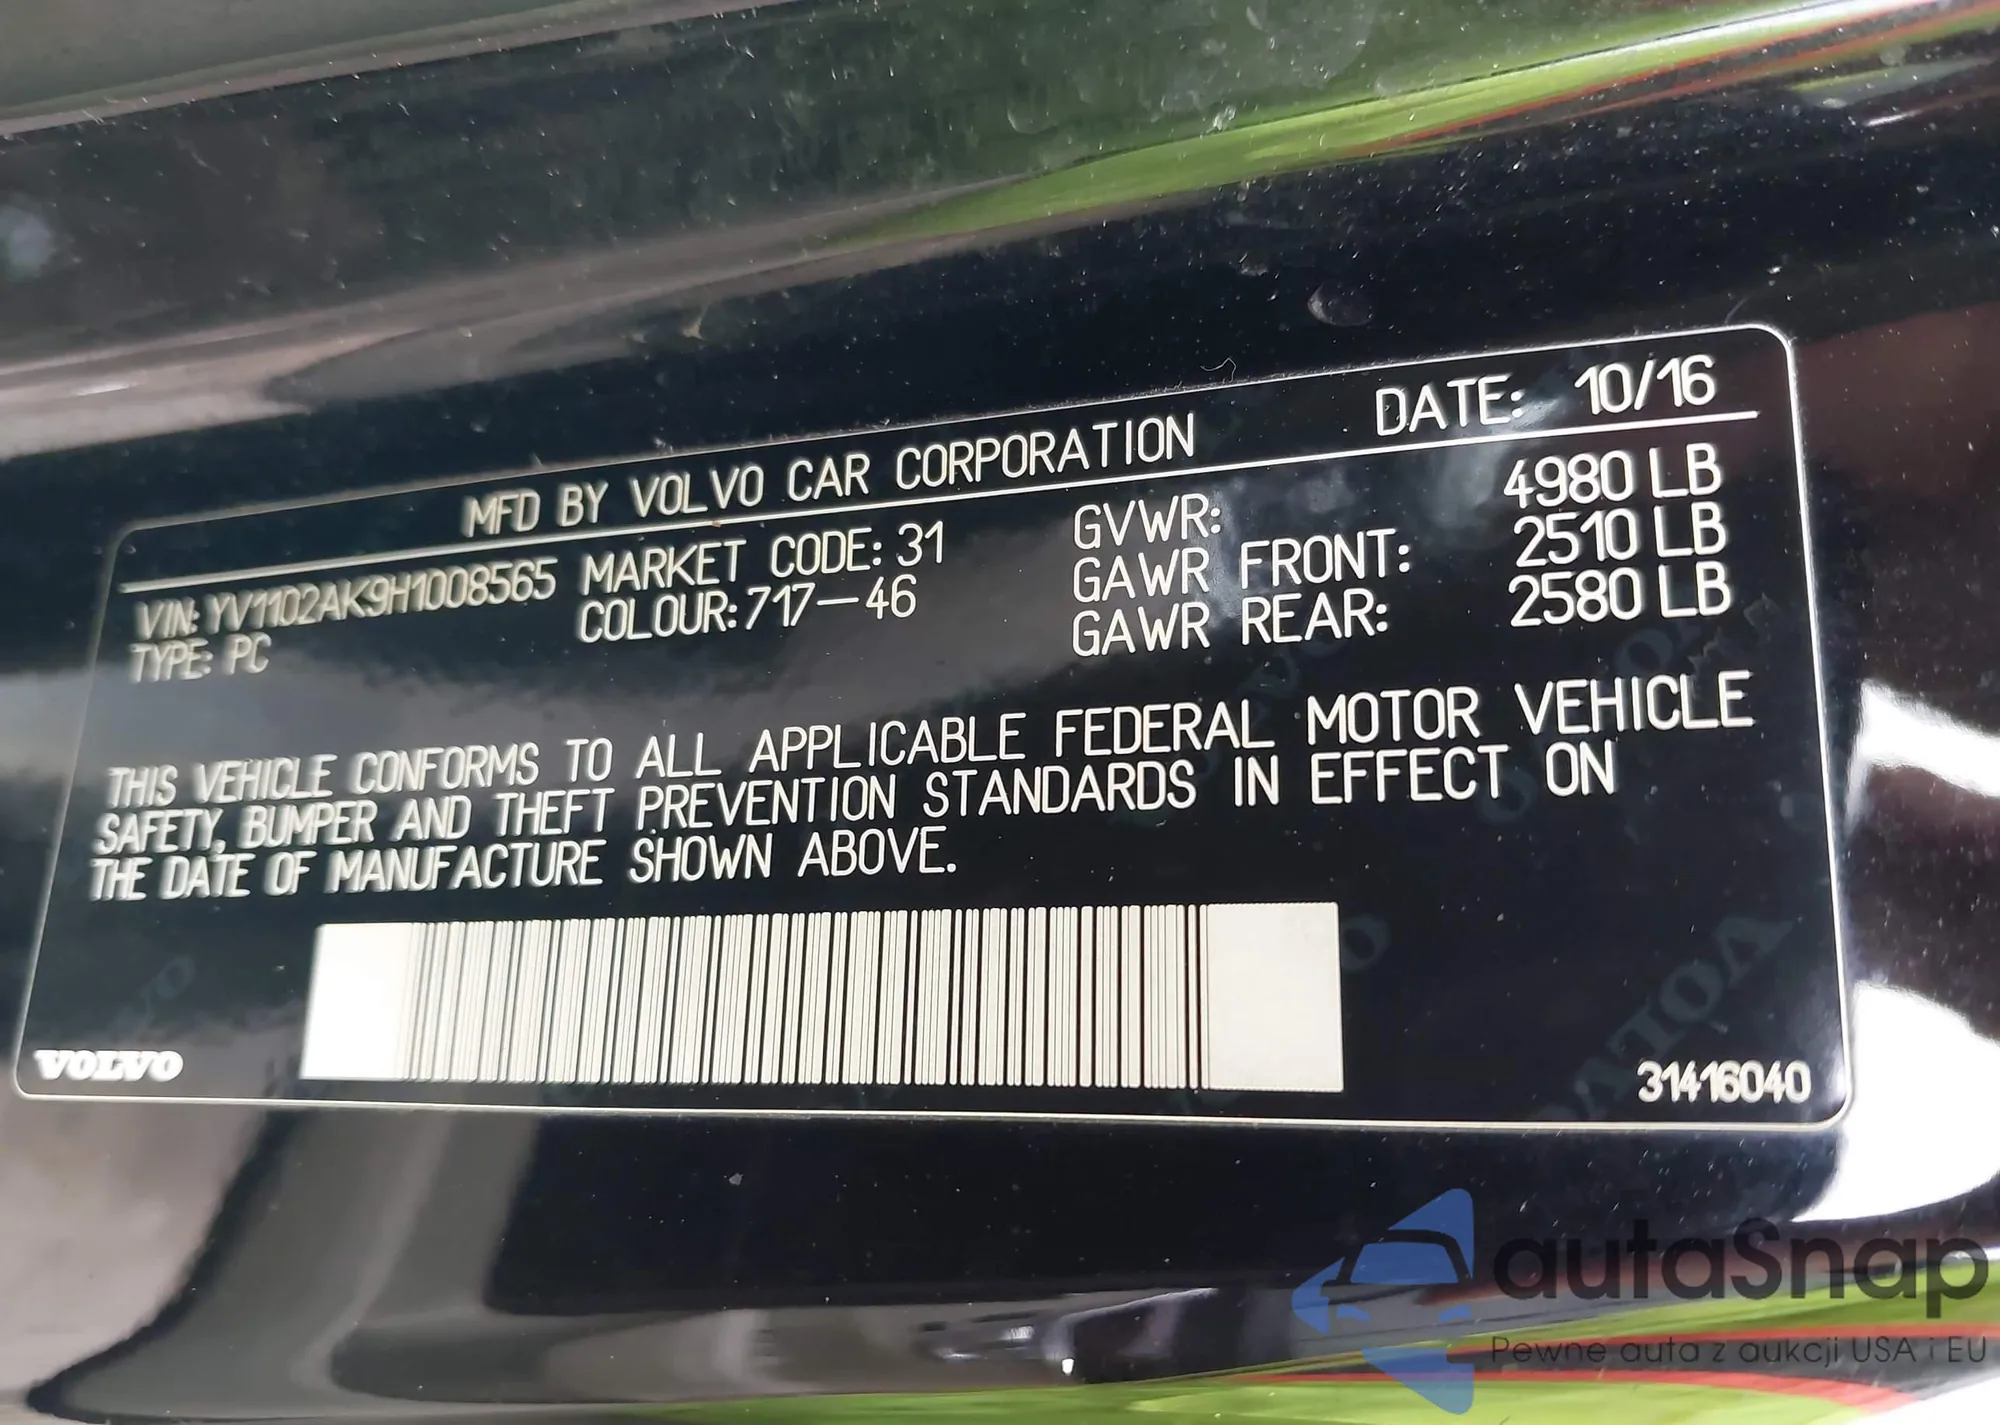 MFD BY VOLVO CAR CORPORATION DATE: 10/16
VIN: YV1102AK9H1008565 MARKET CODE: 31 GVWR: 4980 LB
TYPE: PC COLOUR: 717-46 GAWR FRONT: 2510 LB
GAWR REAR: 2580 LB
THIS VEHICLE CONFORMS TO ALL APPLICABLE FEDERAL MOTOR VEHICLE
SAFETY, BUMPER AND THEFT PREVENTION STANDARDS IN EFFECT ON
THE DATE OF MANUFACTURE SHOWN ABOVE.
VOLVO
31416040
autaSnap
Pewne auta z aukcji USA i EU